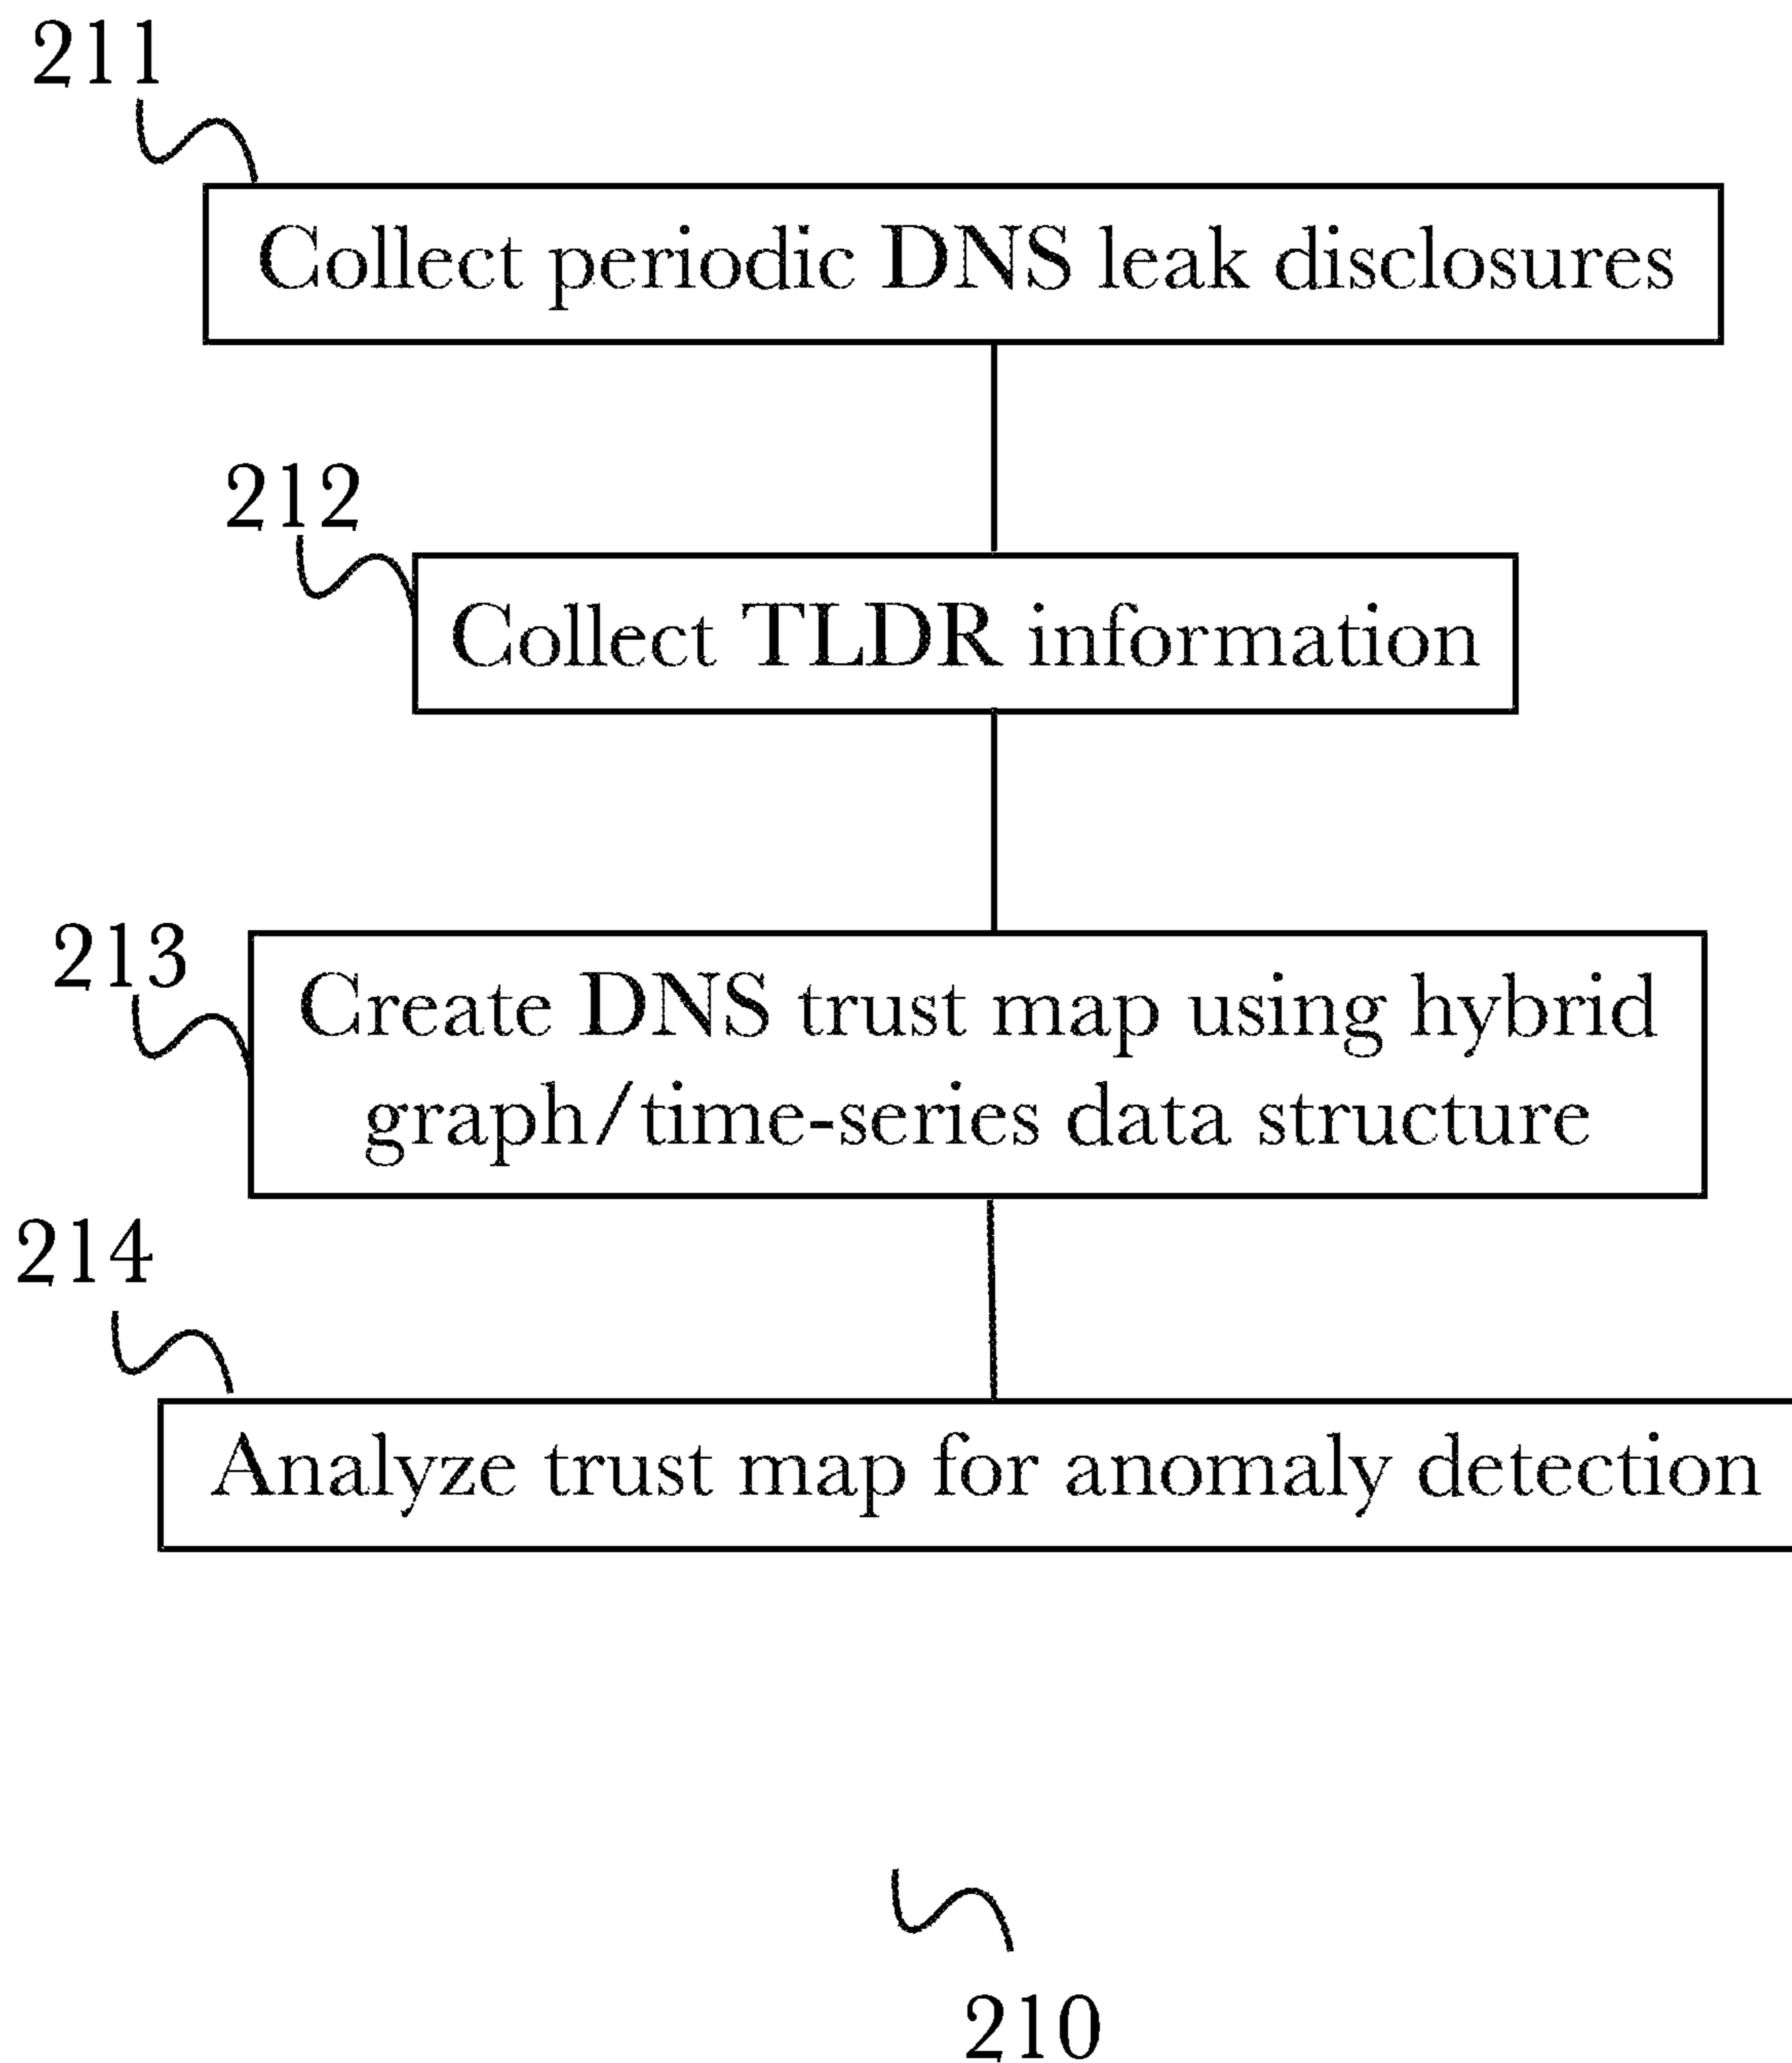 211
Collect periodic DNS leak disclosures
212
Collect TLDR information
213
Create DNS trust map using hybrid
graph/time-series data structure
214
Analyze trust map for anomaly detection
210